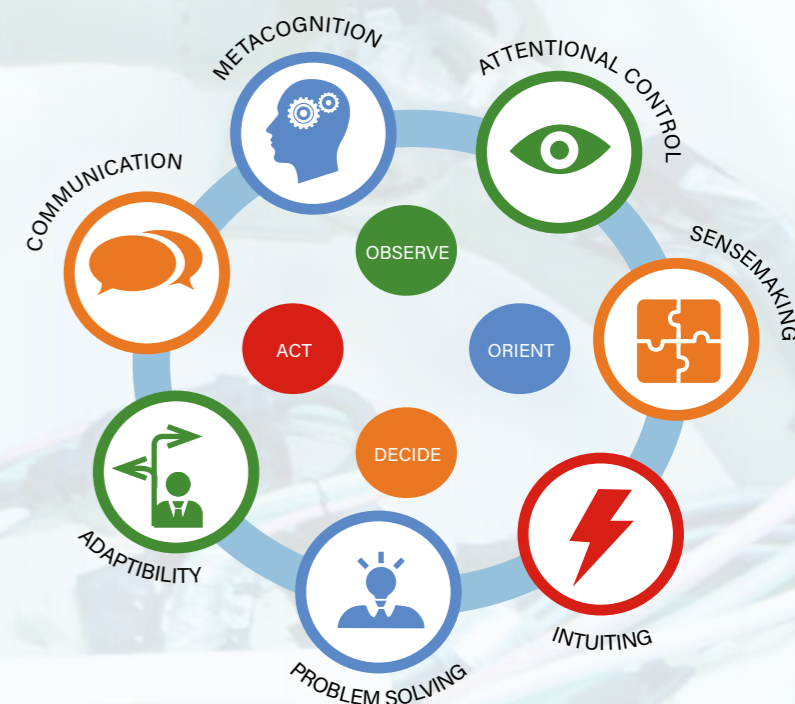 METACOGNITION
ATTENTIONAL CONTROL
COMMUNICATION
SENSEMAKING
OBSERVE
ACT
ORIENT
DECIDE
ADAPTIBILITY
INTUITING
PROBLEM SOLVING